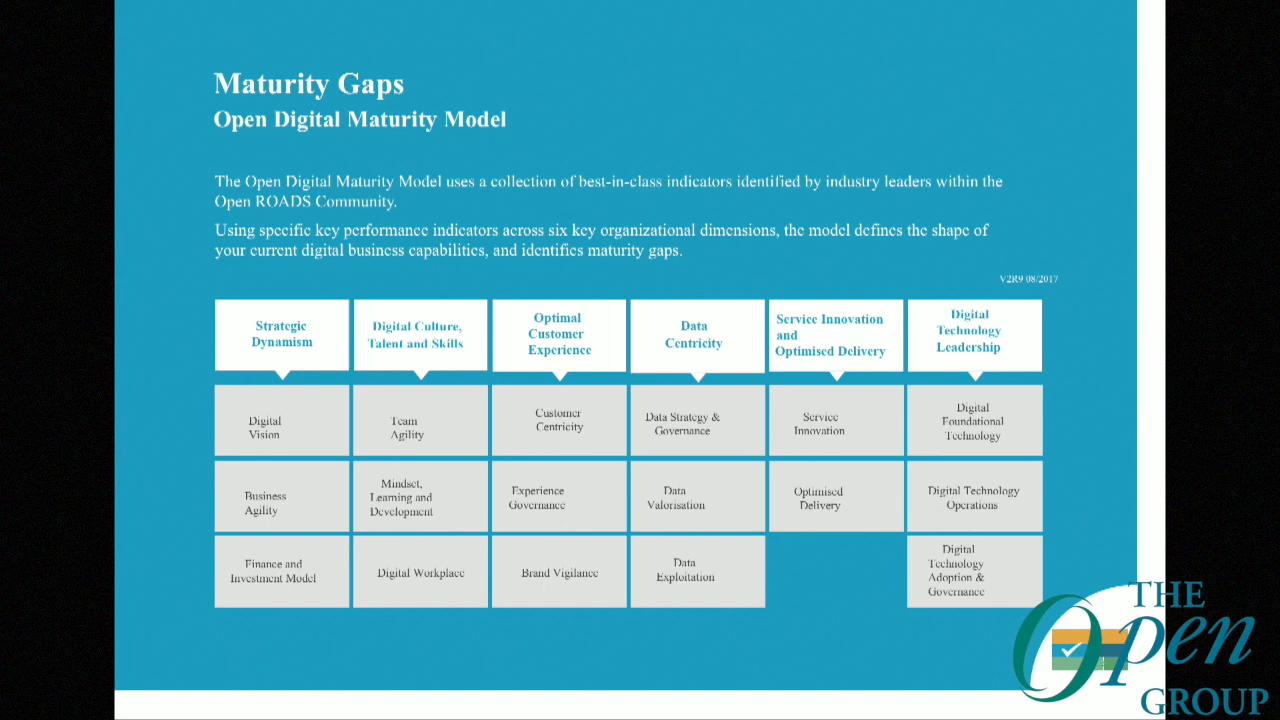 Maturity Gaps
Open Digital Maturity Model
The Open Digital Maturity Model uses a collection of best-in-class indicators identified by industry leaders within the
Open ROADS Community.
Using specific key performance indicators across six key organizational dimensions, the model defines the shape of
your current digital business capabilities, and identifies maturity gaps.
V2R9 08/2017
Strategic
Dynamism
Digital Culture,
Talent and Skills
Optimal
Customer
Experience
Data
Centricity
Service Innovation
and
Optimised Delivery
Digital
Technology
Leadership
Digital
Vision
Team
Agility
Customer
Centricity
Data Strategy &
Governance
Service
Innovation
Digital
Foundational
Technology
Business
Agility
Mindset,
Learning and
Development
Experience
Governance
Data
Valorisation
Optimised
Delivery
Digital Technology
Operations
Finance and
Investment Model
Digital Workplace
Brand Vigilance
Data
Exploitation
Digital
Technology
Adoption &
Governance
THE
Open
GROUP